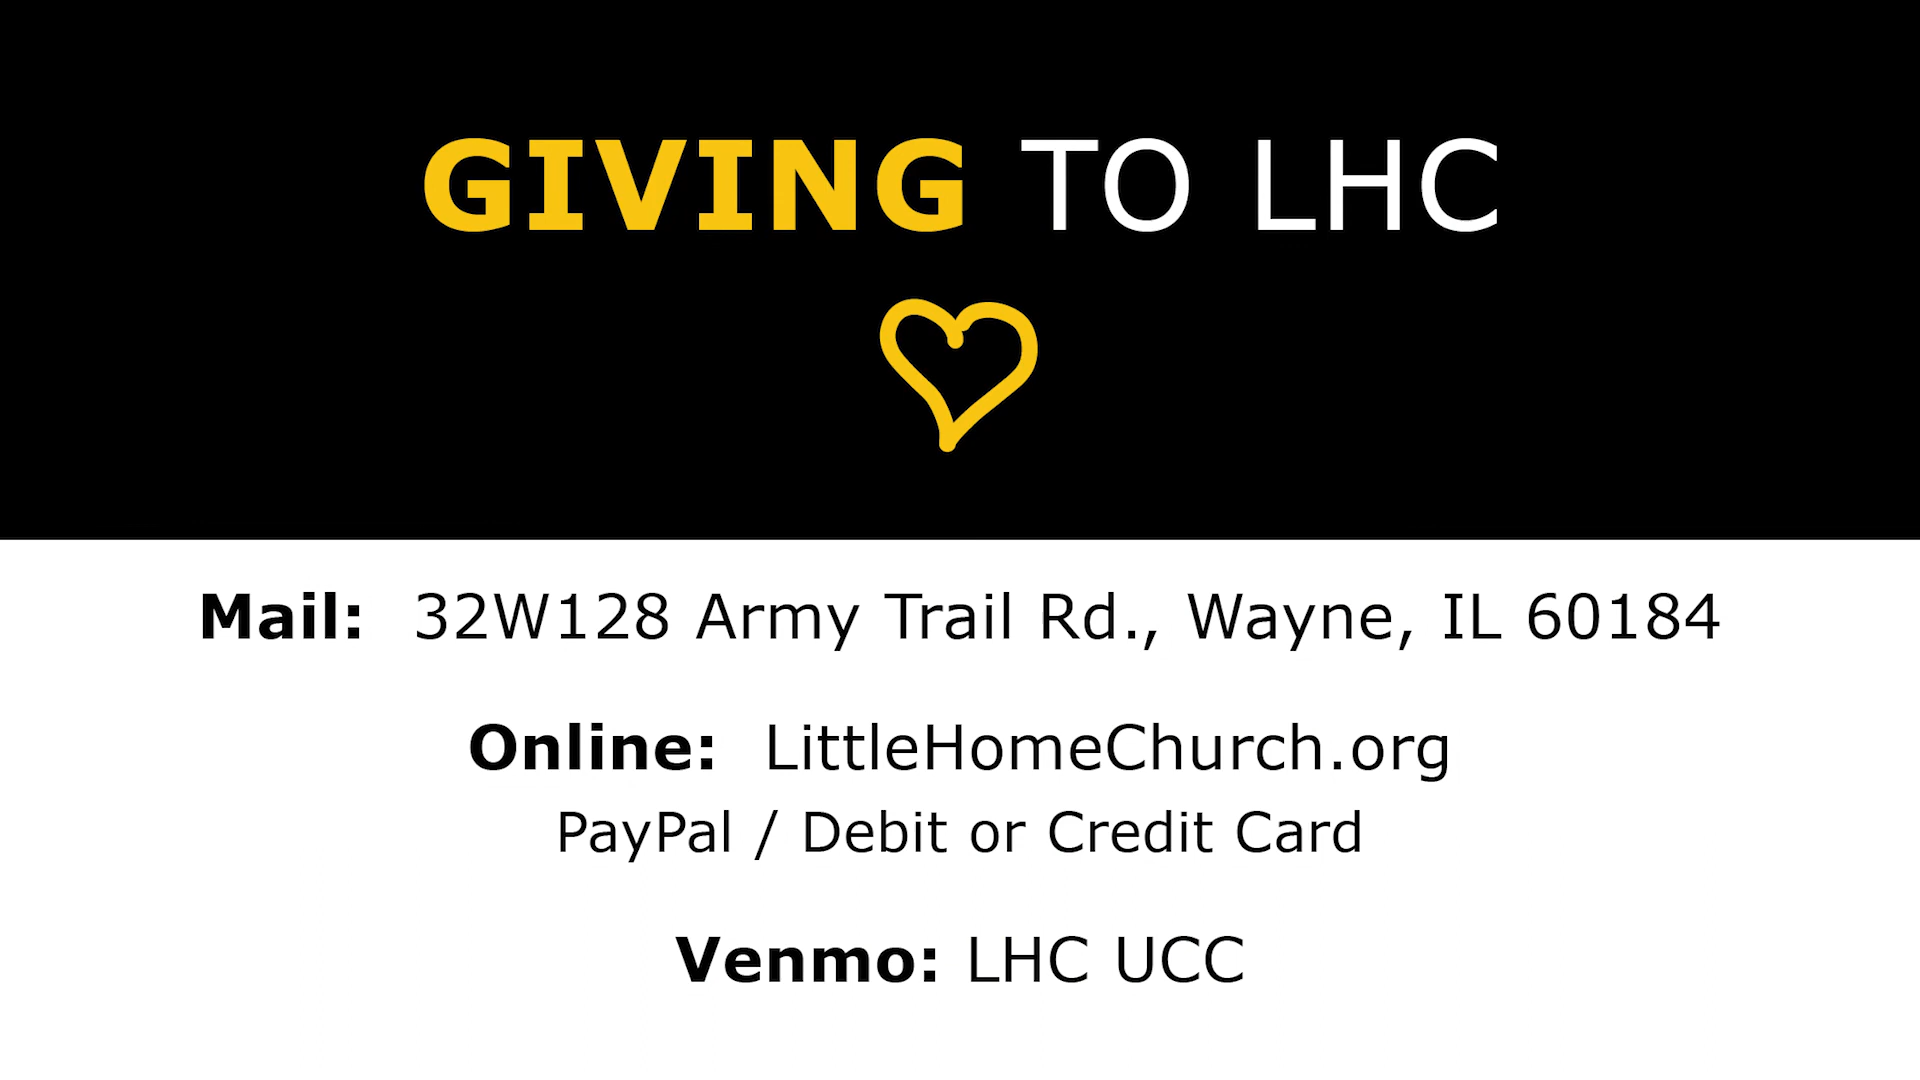 GIVING TO LHC
Mail: 32W128 Army Trail Rd., Wayne, IL 60184
Online: LittleHomeChurch.org
PayPal / Debit or Credit Card
Venmo: LHC UCC